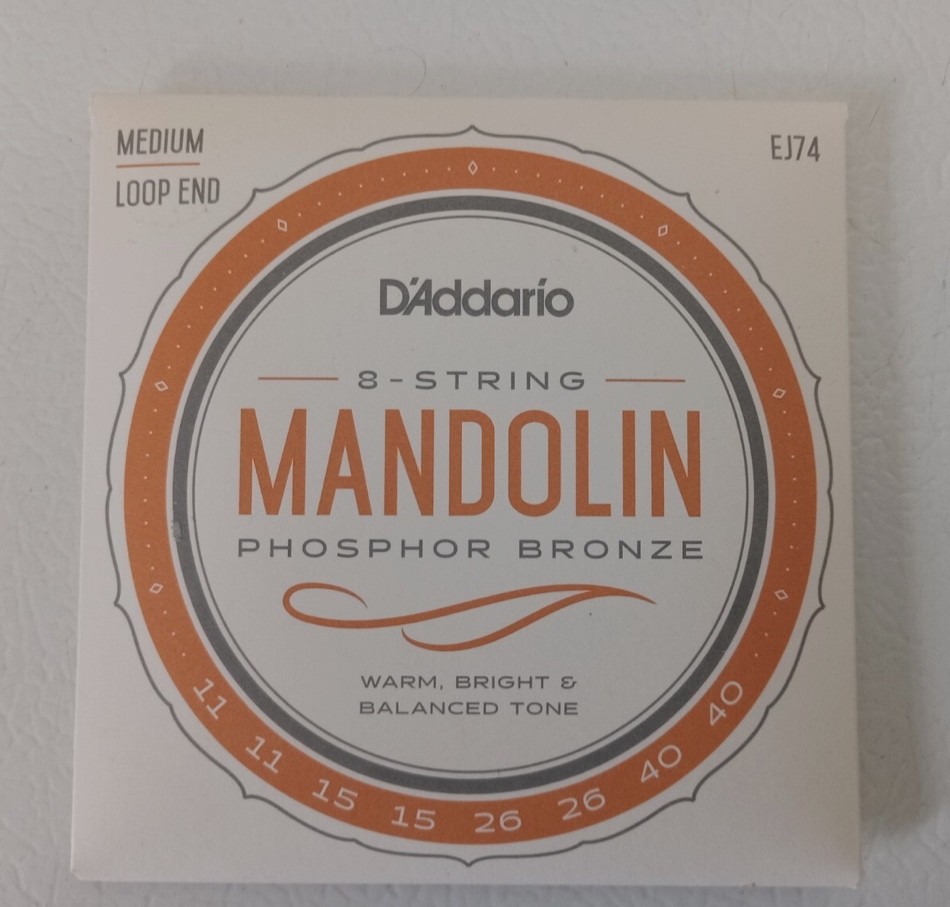 MEDIUM
LOOP END
EJ74
D'Addario
8-STRING
MANDOLIN
PHOSPHOR BRONZE
WARM, BRIGHT &
BALANCED TONE
11 11 15 15 26 26 40 40